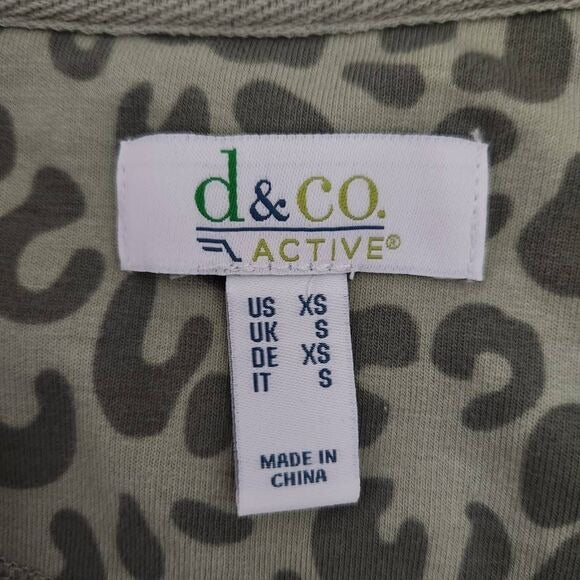 d&co.
ACTIVE®
US XS
UK S
DE XS
IT S
MADE IN
CHINA